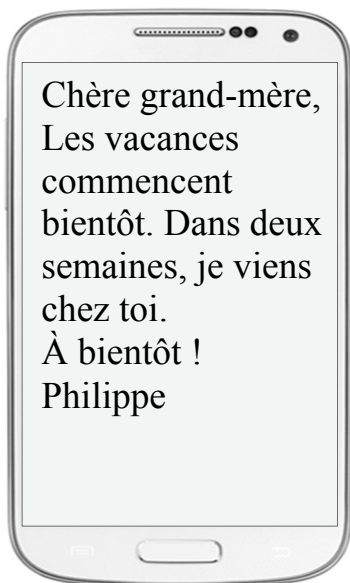 Chère grand-mère,
Les vacances
commencent
bientôt. Dans deux
semaines, je viens
chez toi.
À bientôt !
Philippe